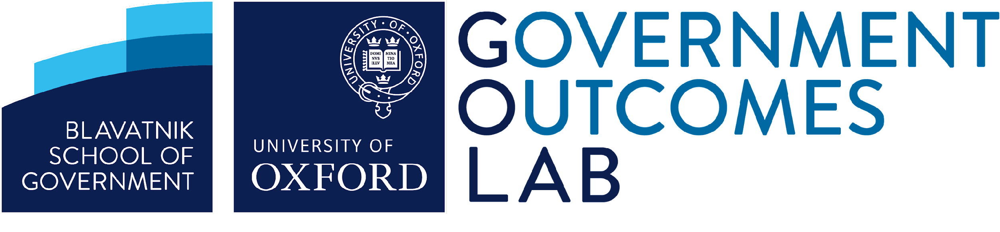 BLAVATNIK
SCHOOL OF
GOVERNMENT
UNIVERSITY · OF · OXFORD
DOMI
NVS
ILLV
MINA
TIO
MEA
UNIVERSITY OF
OXFORD
GOVERNMENT
OUTCOMES
LAB